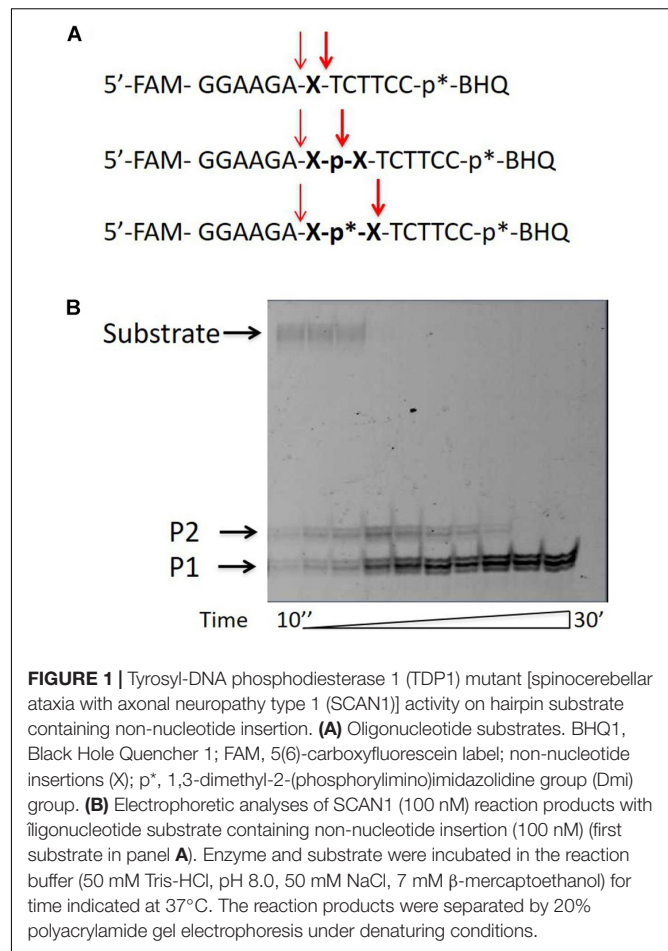 A
5’-FAM- GGAAGA-X-TCTTCC-p*-BHQ
5’-FAM- GGAAGA-X-p-X-TCTTCC-p*-BHQ
5’-FAM- GGAAGA-X-p*-X-TCTTCC-p*-BHQ
B
Substrate
P2
P1
Time 10’’ 30’
FIGURE 1 | Tyrosyl-DNA phosphodiesterase 1 (TDP1) mutant [spinocerebellar
ataxia with axonal neuropathy type 1 (SCAN1)] activity on hairpin substrate
containing non-nucleotide insertion. (A) Oligonucleotide substrates. BHQ1,
Black Hole Quencher 1; FAM, 5(6)-carboxyfluorescein label; non-nucleotide
insertions (X); p*, 1,3-dimethyl-2-(phosphorylimino)imidazolidine group (Dmi)
group. (B) Electrophoretic analyses of SCAN1 (100 nM) reaction products with
îligonucleotide substrate containing non-nucleotide insertion (100 nM) (first
substrate in panel A). Enzyme and substrate were incubated in the reaction
buffer (50 mM Tris-HCl, pH 8.0, 50 mM NaCl, 7 mM β-mercaptoethanol) for
time indicated at 37°C. The reaction products were separated by 20%
polyacrylamide gel electrophoresis under denaturing conditions.